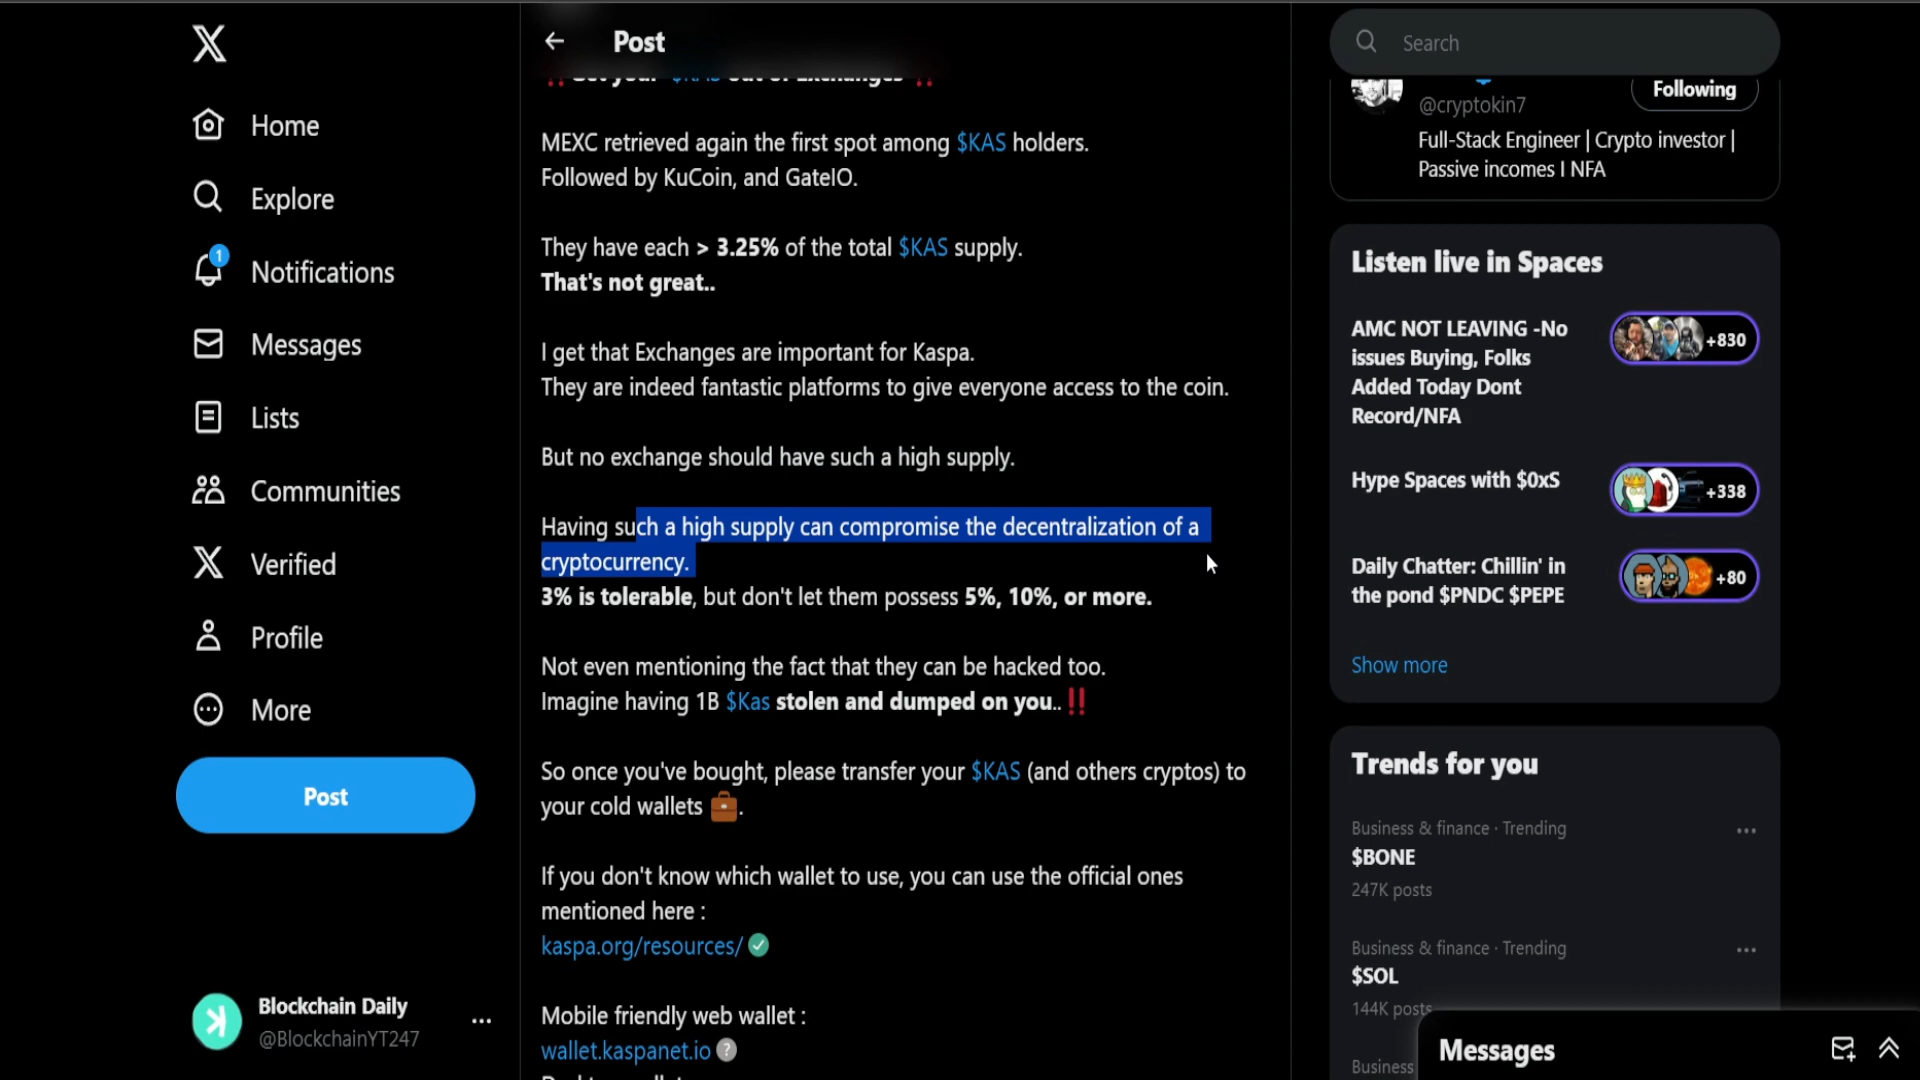 Home
Explore
1
Notifications
Messages
Lists
Communities
Verified
Profile
More
Post
Blockchain Daily
@BlockchainYT247
Post
MEXC retrieved again the first spot among $KAS holders.
Followed by KuCoin, and GateIO.
They have each > 3.25% of the total $KAS supply.
That's not great..
I get that Exchanges are important for Kaspa.
They are indeed fantastic platforms to give everyone access to the coin.
But no exchange should have such a high supply.
Having such a high supply can compromise the decentralization of a
cryptocurrency.
3% is tolerable, but don't let them possess 5%, 10%, or more.
Not even mentioning the fact that they can be hacked too.
Imagine having 1B $Kas stolen and dumped on you..‼
So once you've bought, please transfer your $KAS (and others cryptos) to
your cold wallets 💼.
If you don't know which wallet to use, you can use the official ones
mentioned here :
kaspa.org/resources/
Mobile friendly web wallet :
wallet.kaspanet.io ?
Search
@cryptokin7
Following
Full-Stack Engineer | Crypto investor |
Passive incomes I NFA
Listen live in Spaces
AMC NOT LEAVING -No
issues Buying, Folks
Added Today Dont
Record/NFA
+830
Hype Spaces with $0xS
+338
Daily Chatter: Chillin' in
the pond $PNDC $PEPE
+80
Show more
Trends for you
Business & finance · Trending
$BONE
247K posts
Business & finance · Trending
$SOL
144K posts
Business
Messages